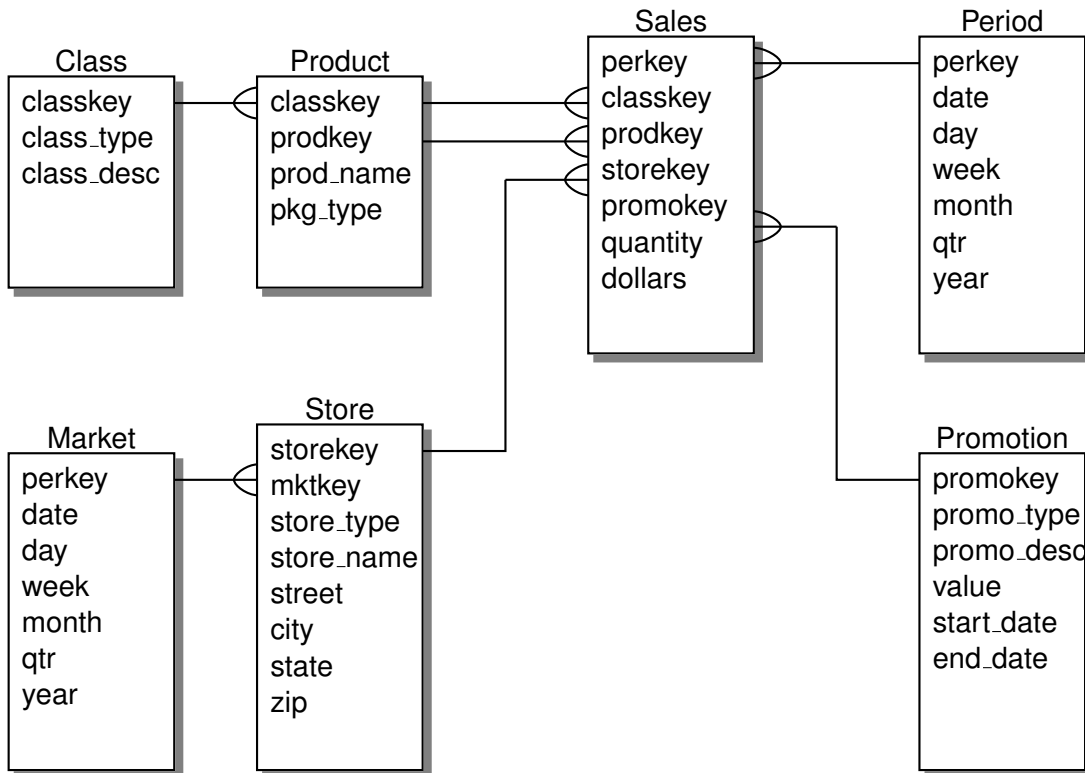 Class
classkey
class_type
class_desc
Product
classkey
prodkey
prod_name
pkg_type
Sales
perkey
classkey
prodkey
storekey
promokey
quantity
dollars
Period
perkey
date
day
week
month
qtr
year
Market
perkey
date
day
week
month
qtr
year
Store
storekey
mktkey
store_type
store_name
street
city
state
zip
Promotion
promokey
promo_type
promo_desc
value
start_date
end_date